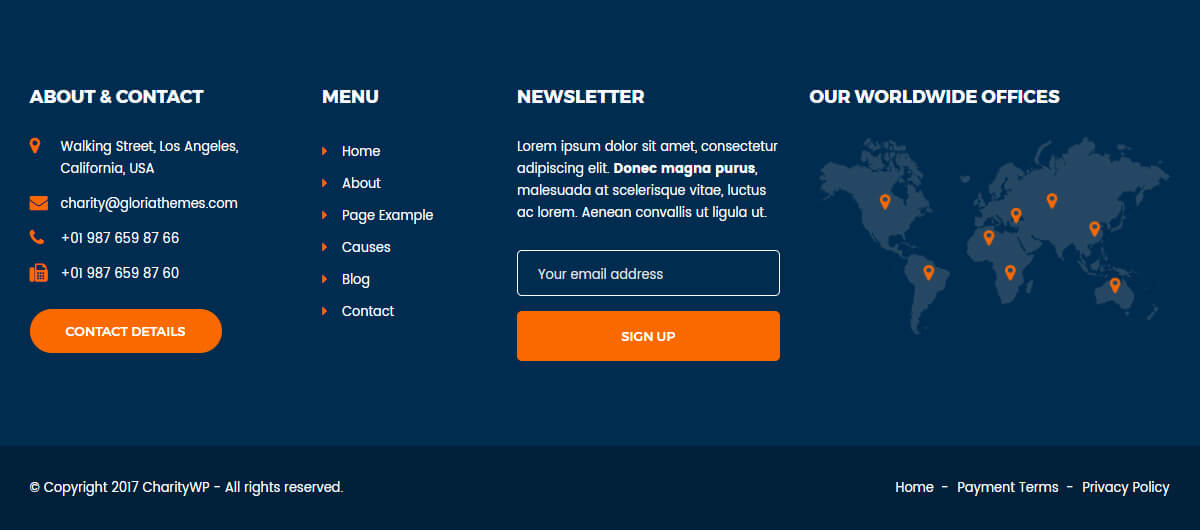 ABOUT & CONTACT
Walking Street, Los Angeles,
California, USA
charity@gloriathemes.com
+01 987 659 87 66
+01 987 659 87 60
CONTACT DETAILS
MENU
Home
About
Page Example
Causes
Blog
Contact
NEWSLETTER
Lorem ipsum dolor sit amet, consectetur
adipiscing elit. Donec magna purus,
malesuada at scelerisque vitae, luctus
ac lorem. Aenean convallis ut ligula ut.
Your email address
SIGN UP
OUR WORLDWIDE OFFICES
© Copyright 2017 CharityWP - All rights reserved.
Home - Payment Terms - Privacy Policy